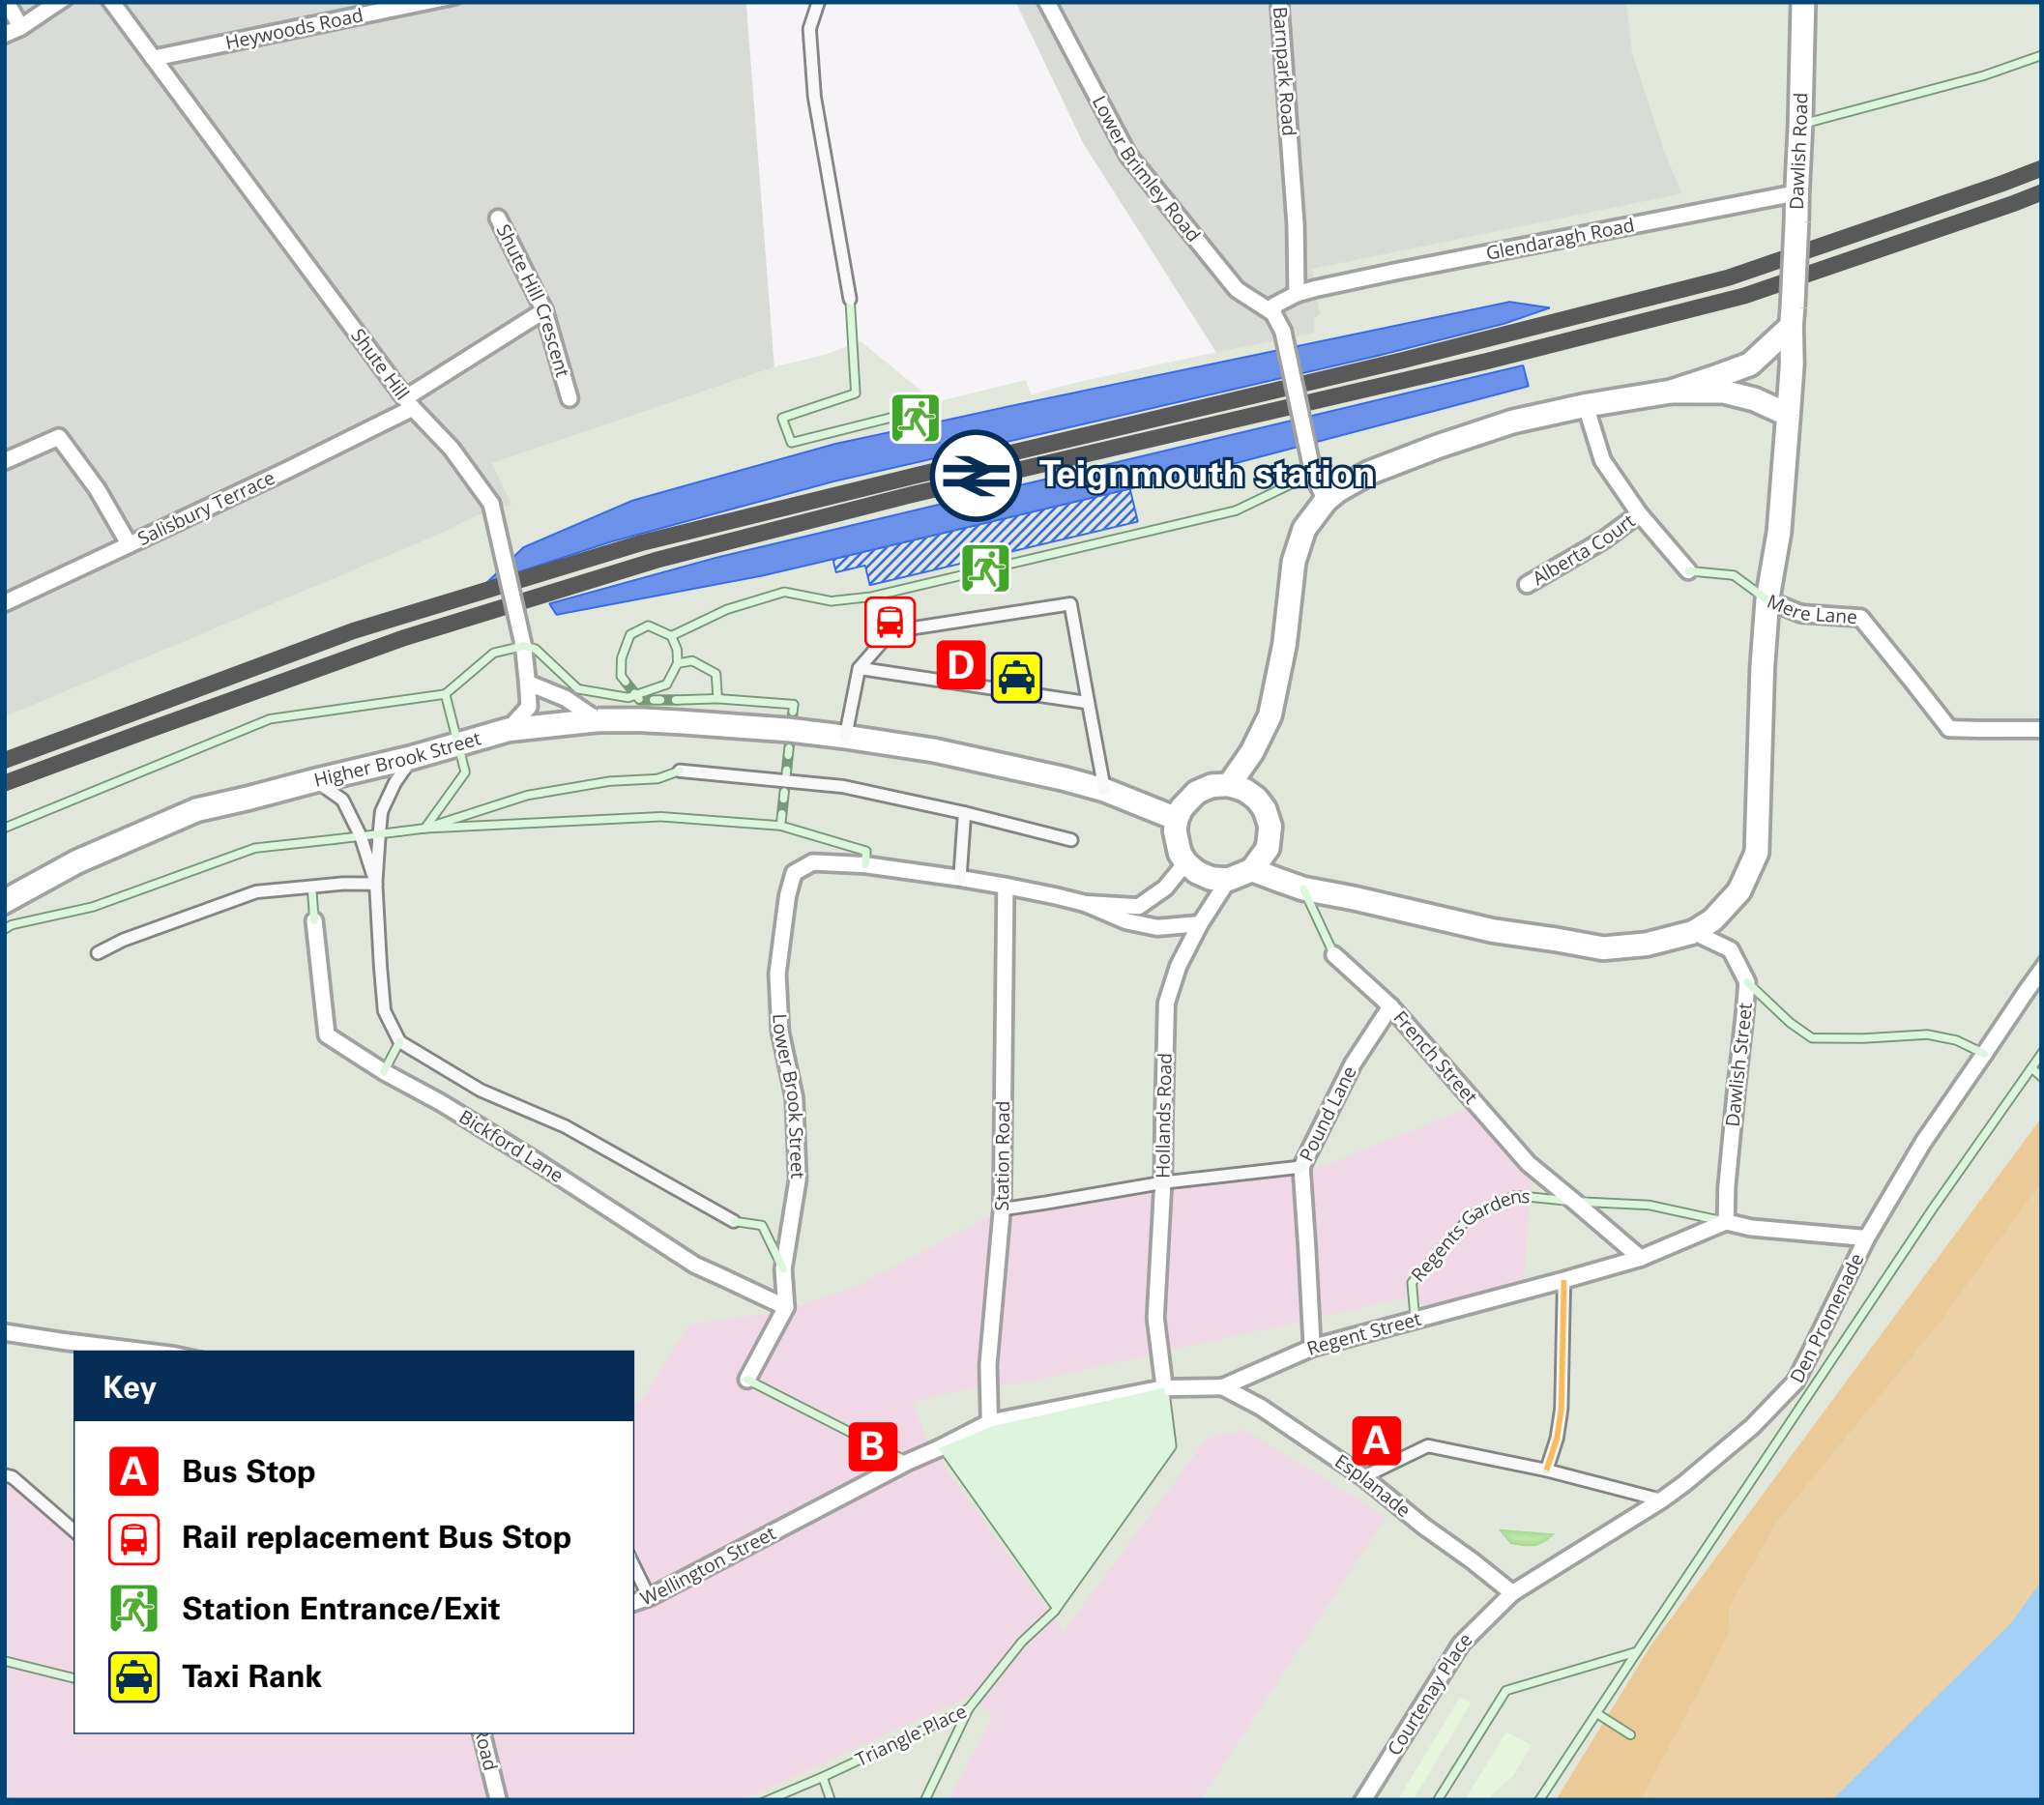 Heywoods Road
Barnpark Road
Lower Brimley Road
Dawlish Road
Shute Hill Crescent
Glendaragh Road
Shute Hill
Teignmouth station
Salisbury Terrace
Alberta Court
Mere Lane
D
Higher Brook Street
Lower Brook Street
Station Road
Hollands Road
Pound Lane
French Street
Dawlish Street
Bickford Lane
Regents Gardens
Regent Street
Den Promenade
B
A
Esplanade
Wellington Street
Courtenay Place
Triangle Place
Road
Key
A Bus Stop
Rail replacement Bus Stop
Station Entrance/Exit
Taxi Rank